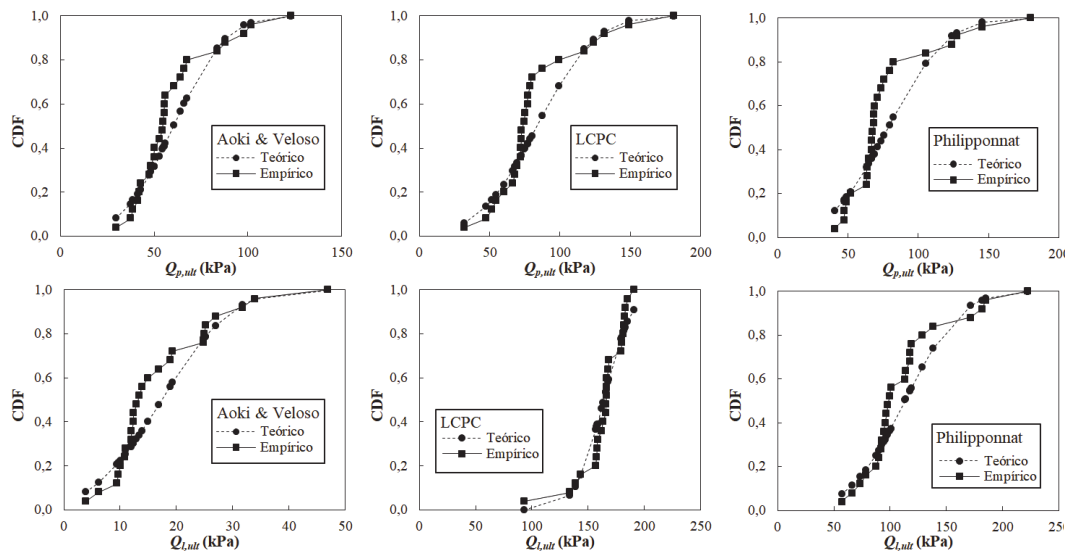 CDF
1,0
0,8
0,6
0,4
0,2
0,0
0
50
100
150
Q_p,ult (kPa)
Aoki & Veloso
Teórico
Empírico
CDF
1,0
0,8
0,6
0,4
0,2
0,0
0
50
100
150
200
Q_p,ult (kPa)
LCPC
Teórico
Empírico
CDF
1,0
0,8
0,6
0,4
0,2
0,0
0
50
100
150
200
Q_p,ult (kPa)
Philipponnat
Teórico
Empírico
CDF
1,0
0,8
0,6
0,4
0,2
0,0
0
10
20
30
40
50
Q_l,ult (kPa)
Aoki & Veloso
Teórico
Empírico
CDF
1,0
0,8
0,6
0,4
0,2
0,0
0
50
100
150
200
250
Q_l,ult (kPa)
LCPC
Teórico
Empírico
CDF
1,0
0,8
0,6
0,4
0,2
0,0
0
50
100
150
200
250
Q_l,ult (kPa)
Philipponnat
Teórico
Empírico